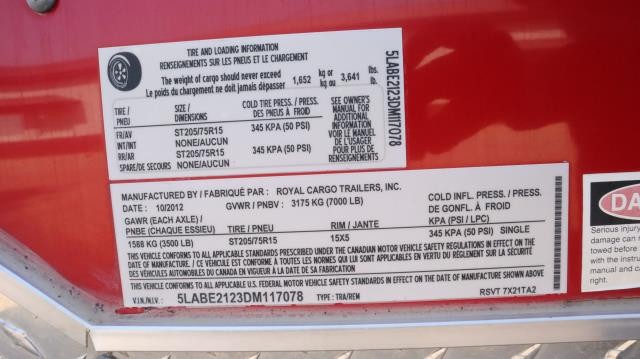 TIRE AND LOADING INFORMATION
RENSEIGNEMENTS SUR LES PNEUS ET LE CHARGEMENT
The weight of cargo should never exceed
Le poids du chargement ne doit jamais dépasser
1,652 kg or kg ou 3,641 lbs. lb.
TIRE / PNEU
SIZE / DIMENSIONS
COLD TIRE PRESS. / PRESS. DES PNEUS À FROID
SEE OWNER'S MANUAL FOR ADDITIONAL INFORMATION
VOIR LE MANUEL DE L'USAGER POUR PLUS DE RENSEIGNEMENTS
FR/AV ST205/75R15 345 KPA (50 PSI)
INT/INT NONE/AUCUN
RR/AR ST205/75R15 345 KPA (50 PSI)
SPARE/DE SECOURS NONE/AUCUN
5LABE2123DM117078
MANUFACTURED BY / FABRIQUÉ PAR : ROYAL CARGO TRAILERS, INC.
DATE : 10/2012 GVWR / PNBV : 3175 KG (7000 LB)
COLD INFL. PRESS. / PRESS. DE GONFL. À FROID KPA (PSI / LPC)
GAWR (EACH AXLE) / PNBE (CHAQUE ESSIEU) TIRE / PNEU RIM / JANTE
1588 KG (3500 LB) ST205/75R15 15X5 345 KPA (50 PSI) SINGLE
THIS VEHICLE CONFORMS TO ALL APPLICABLE STANDARDS PRESCRIBED UNDER THE CANADIAN MOTOR VEHICLE SAFETY REGULATIONS IN EFFECT ON THE
DATE OF MANUFACTURE / CE VÉHICULE EST CONFORME À TOUTES LES NORMES QUI LUI SONT APPLICABLES EN VERTU DU RÈGLEMENT SUR LA SÉCURITÉ
DES VÉHICULES AUTOMOBILES DU CANADA EN VIGUEUR À LA DATE DE SA FABRICATION
THIS VEHICLE CONFORMS TO ALL APPLICABLE U.S. FEDERAL MOTOR VEHICLE SAFETY STANDARDS IN EFFECT ON THE DATE OF MANUFACTURE SHOWN ABOVE.
V.I.N./N.I.V.: 5LABE2123DM117078 TYPE : TRA/REM RSVT 7X21TA2
DAN
Serious injury
damage can r
towed before
with the instruc
manual and ca
right.